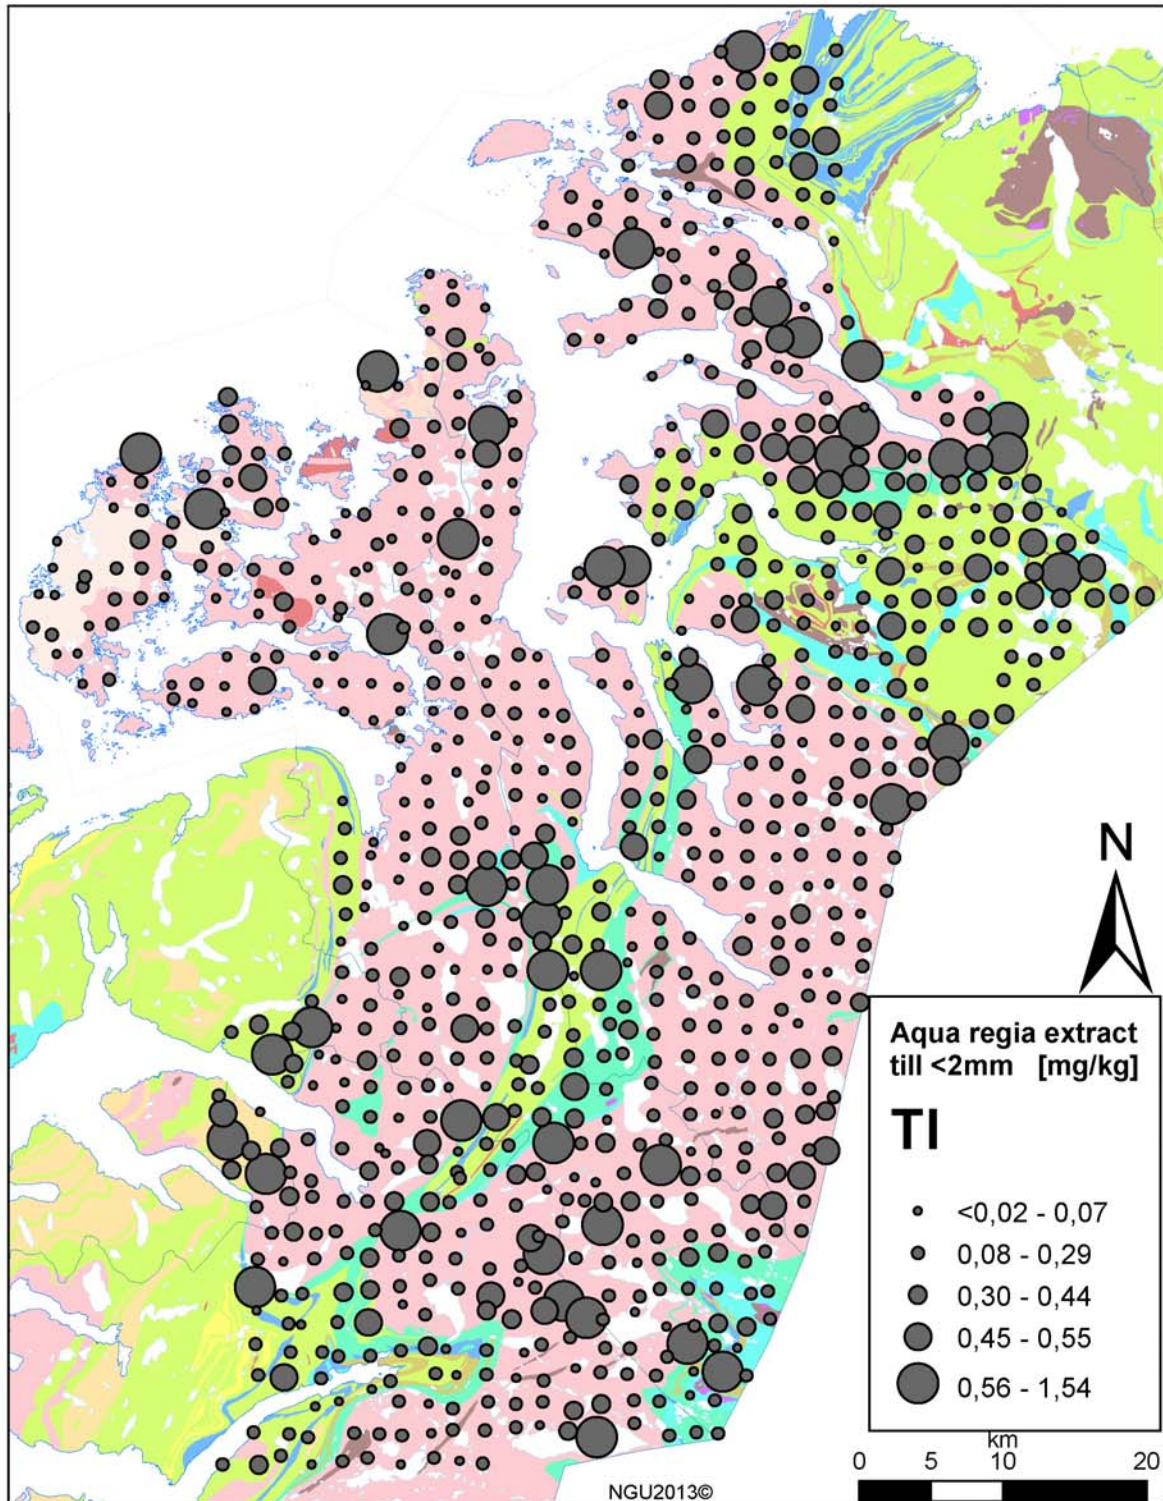 N
Aqua regia extract
till <2mm [mg/kg]
Tl
<0,02 - 0,07
0,08 - 0,29
0,30 - 0,44
0,45 - 0,55
0,56 - 1,54
km
0 5 10 20
NGU2013©